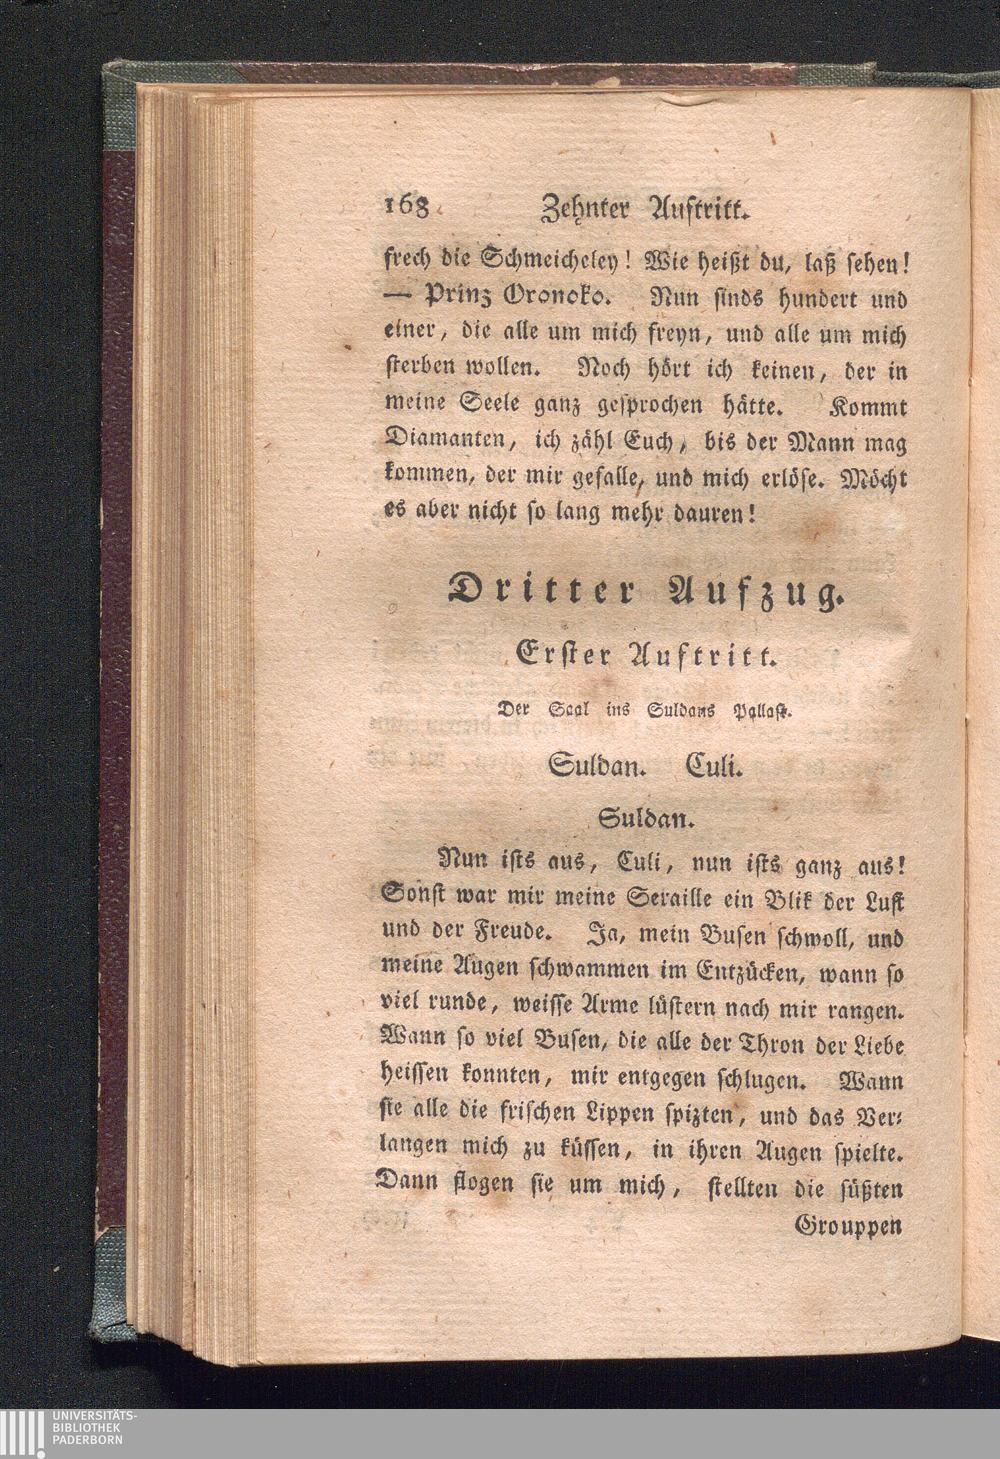 168 Zehnter Auftritt.
frech die Schmeicheley! Wie heißt du, laß sehen!
— Prinz Oronoko. Nun sinds hundert und
einer, die alle um mich freyn, und alle um mich
sterben wollen. Noch hört ich keinen, der in
meine Seele ganz gesprochen hätte. Kommt
Diamanten, ich zähl Euch, bis der Mann mag
kommen, der mir gefalle, und mich erlöse. Möcht
es aber nicht so lang mehr dauren!
Dritter Aufzug.
Erster Auftritt.
Der Saal ins Suldans Pallast.
Suldan. Culi.
Suldan.
Nun ists aus, Culi, nun ists ganz aus!
Sonst war mir meine Seraille ein Blik der Lust
und der Freude. Ja, mein Busen schwoll, und
meine Augen schwammen im Entzücken, wann so
viel runde, weisse Arme lüstern nach mir rangen.
Wann so viel Busen, die alle der Thron der Liebe
heissen konnten, mir entgegen schlugen. Wann
sie alle die frischen Lippen spizten, und das Ver-
langen mich zu küssen, in ihren Augen spielte.
Dann flogen sie um mich, stellten die süßten
Grouppen
UNIVERSITÄTS-
BIBLIOTHEK
PADERBORN